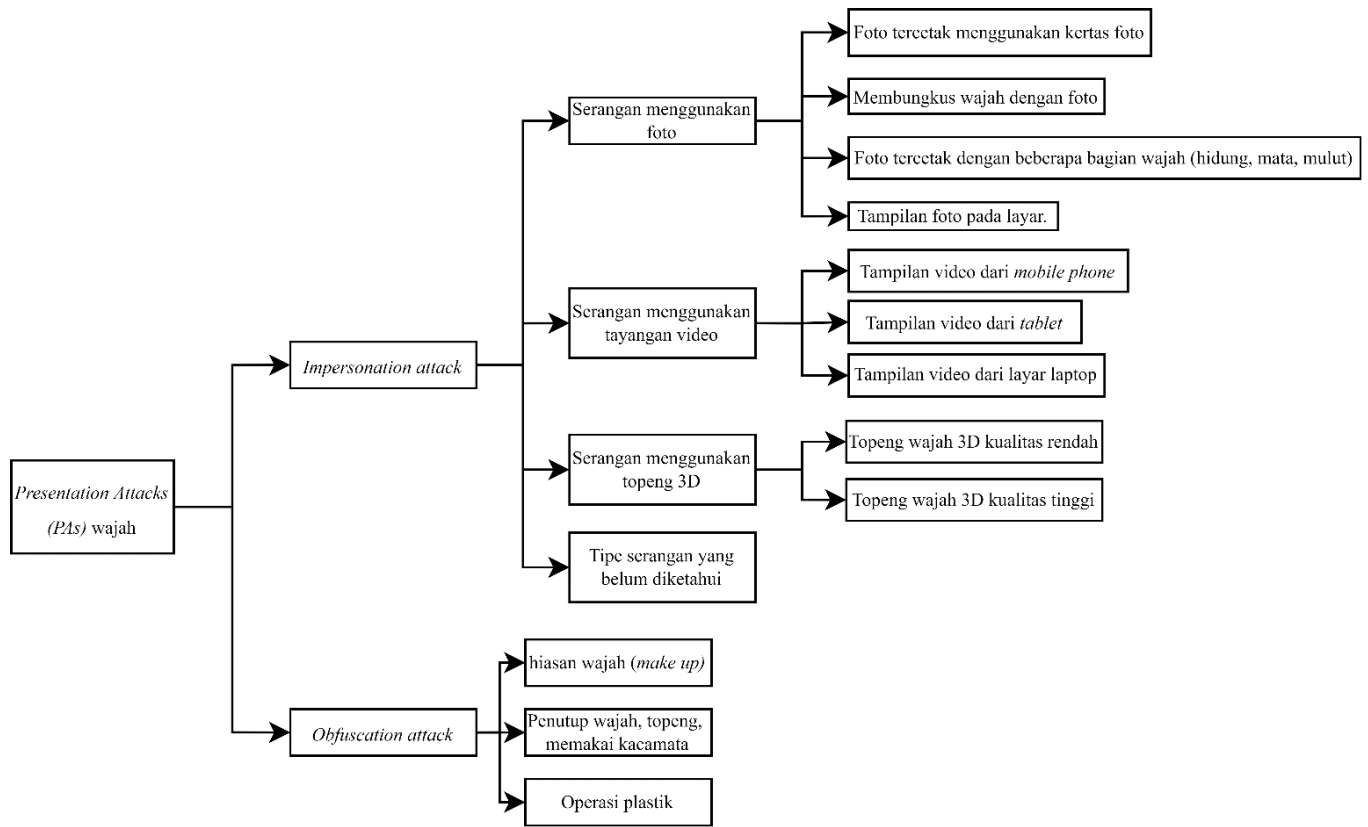 Foto tercetak menggunakan kertas foto
Membungkus wajah dengan foto
Serangan menggunakan
foto
Foto tercetak dengan beberapa bagian wajah (hidung, mata, mulut)
Tampilan foto pada layar.
Tampilan video dari mobile phone
Serangan menggunakan
tayangan video
Tampilan video dari tablet
Tampilan video dari layar laptop
Impersonation attack
Serangan menggunakan
topeng 3D
Topeng wajah 3D kualitas rendah
Topeng wajah 3D kualitas tinggi
Presentation Attacks
(PAs) wajah
Tipe serangan yang
belum diketahui
hiasan wajah (make up)
Obfuscation attack
Penutup wajah, topeng,
memakai kacamata
Operasi plastik